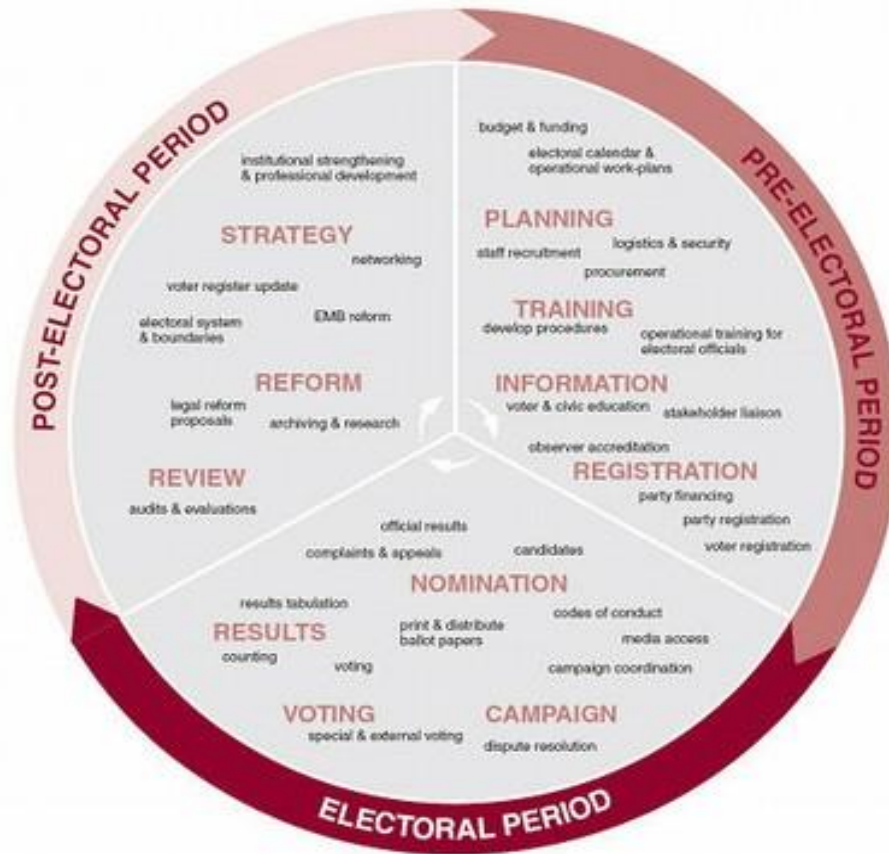 POST-ELECTORAL PERIOD
institutional strengthening
& professional development
STRATEGY
networking
voter register update
EMB reform
electoral system
& boundaries
REFORM
legal reform
proposals
archiving & research
REVIEW
audits & evaluations
PRE-ELECTORAL PERIOD
budget & funding
electoral calendar &
operational work-plans
PLANNING
logistics & security
staff recruitment
procurement
TRAINING
develop procedures
operational training for
electoral officials
INFORMATION
voter & civic education
stakeholder liaison
observer accreditation
REGISTRATION
party financing
party registration
voter registration
official results
complaints & appeals
candidates
NOMINATION
results tabulation
print & distribute
ballot papers
codes of conduct
RESULTS
media access
counting
voting
campaign coordination
VOTING
CAMPAIGN
special & external voting
dispute resolution
ELECTORAL PERIOD